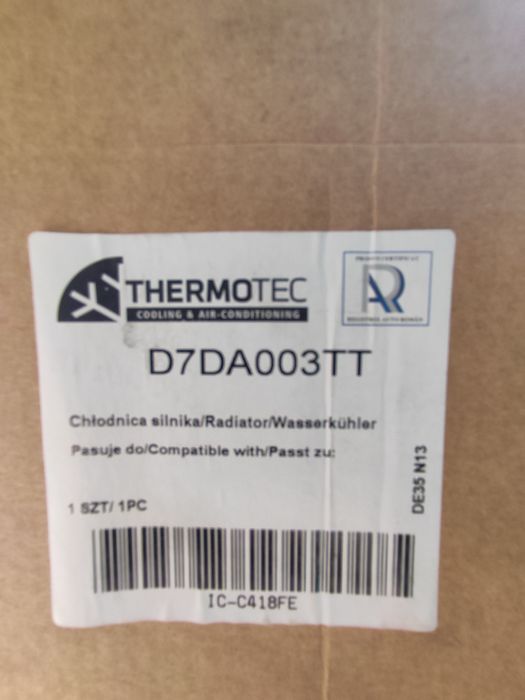 THERMOTEC
COOLING & AIR-CONDITIONING
D7DA003TT
Chłodnica silnika/Radiator/Wasserkühler
Pasuje do/Compatible with/Passt zu:
1 SZT/ 1PC
DE35 N13
IC-C418FE